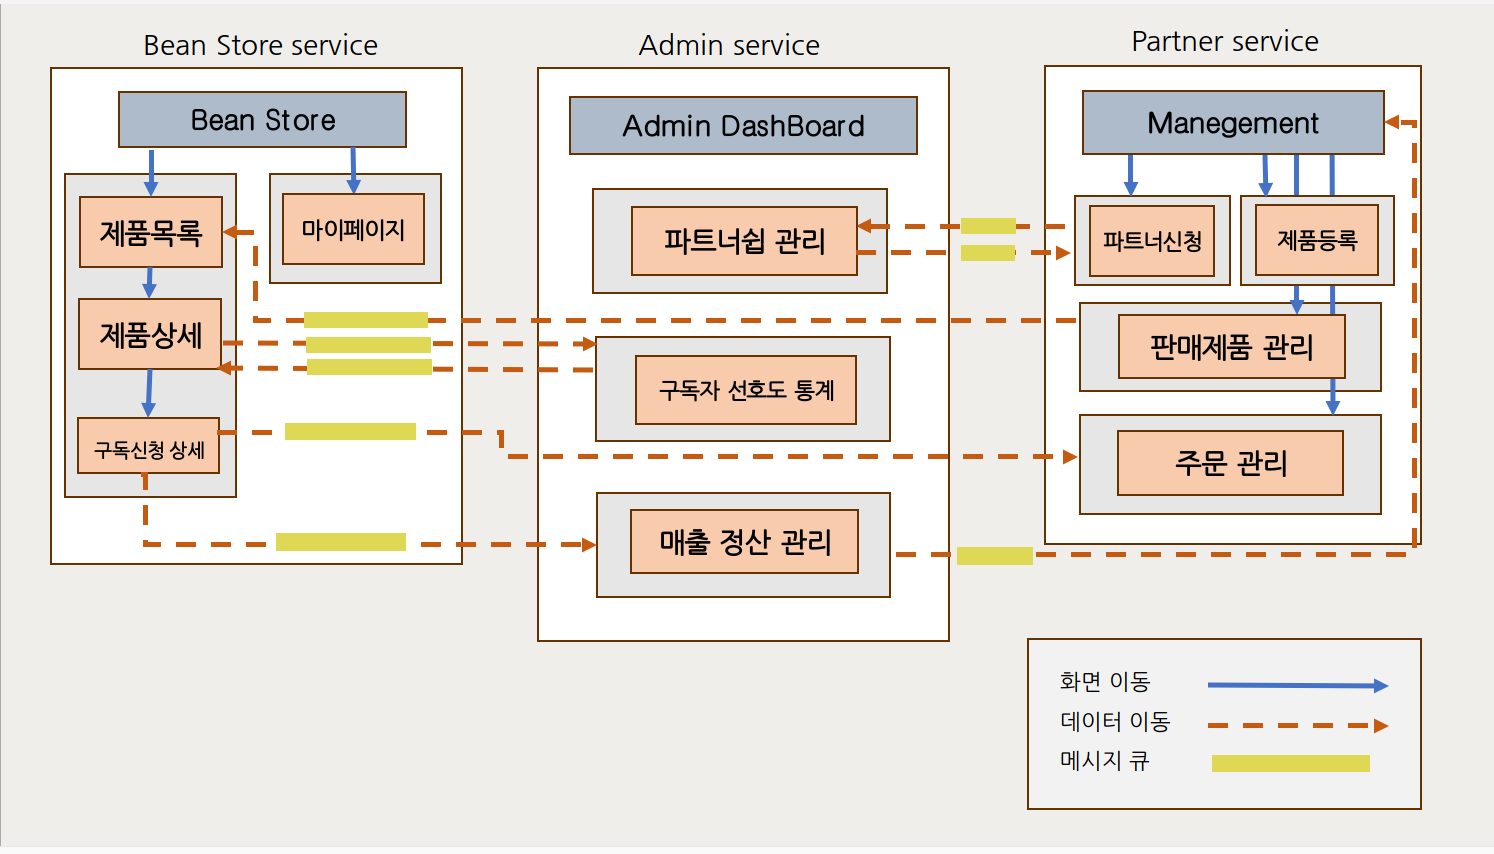 Bean Store service
Bean Store
제품목록
마이페이지
제품상세
구독신청 상세
Admin service
Admin DashBoard
파트너쉽 관리
구독자 선호도 통계
매출 정산 관리
Partner service
Manegement
파트너신청
제품등록
판매제품 관리
주문 관리
화면 이동
데이터 이동
메시지 큐